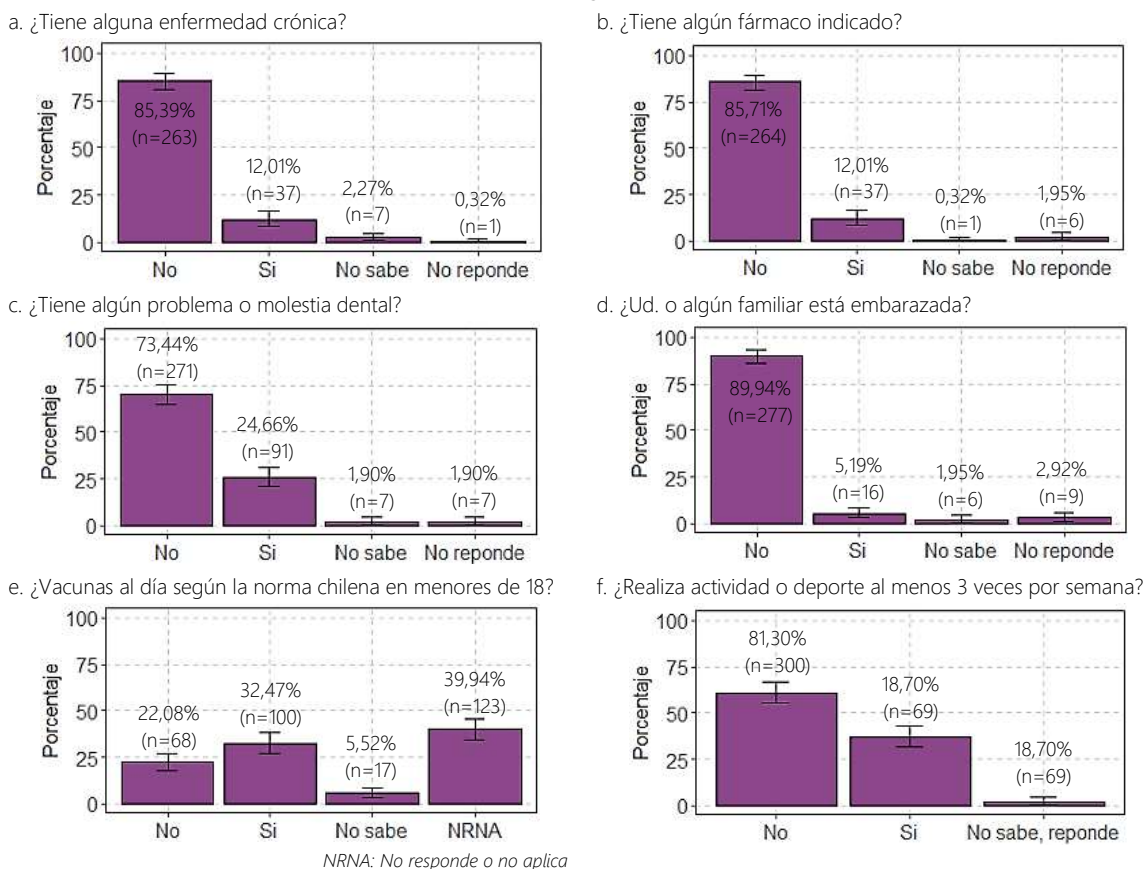 a. ¿Tiene alguna enfermedad crónica?
100
75
50
25
0
Porcentaje
85,39%
(n=263)
12,01%
(n=37)
2,27%
(n=7)
0,32%
(n=1)
No
Si
No sabe
No reponde
b. ¿Tiene algún fármaco indicado?
100
75
50
25
0
Porcentaje
85,71%
(n=264)
12,01%
(n=37)
0,32%
(n=1)
1,95%
(n=6)
No
Si
No sabe
No reponde
c. ¿Tiene algún problema o molestia dental?
100
75
50
25
0
Porcentaje
73,44%
(n=271)
24,66%
(n=91)
1,90%
(n=7)
1,90%
(n=7)
No
Si
No sabe
No reponde
d. ¿Ud. o algún familiar está embarazada?
100
75
50
25
0
Porcentaje
89,94%
(n=277)
5,19%
(n=16)
1,95%
(n=6)
2,92%
(n=9)
No
Si
No sabe
No reponde
e. ¿Vacunas al día según la norma chilena en menores de 18?
100
75
50
25
0
Porcentaje
22,08%
(n=68)
32,47%
(n=100)
5,52%
(n=17)
39,94%
(n=123)
No
Si
No sabe
NRNA
NRNA: No responde o no aplica
f. ¿Realiza actividad o deporte al menos 3 veces por semana?
100
75
50
25
0
Porcentaje
81,30%
(n=300)
18,70%
(n=69)
18,70%
(n=69)
No
Si
No sabe, reponde